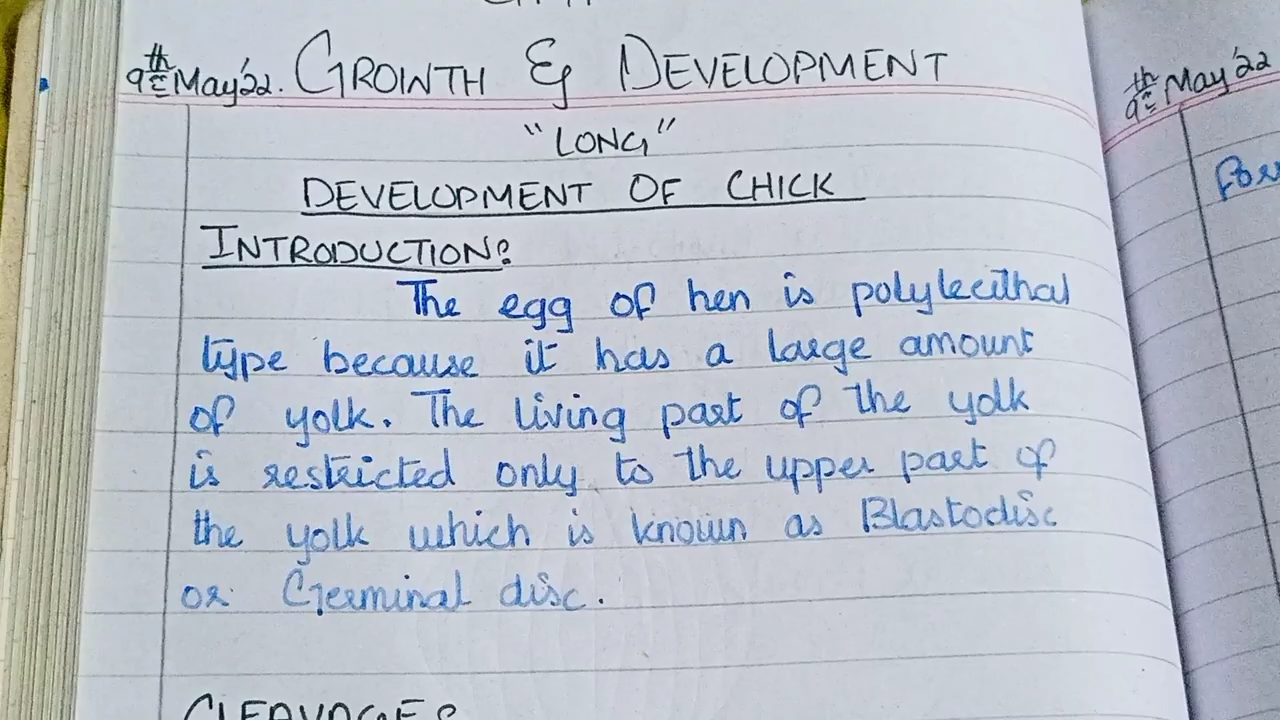 9th May'22. GROWTH & DEVELOPMENT
"LONG"
DEVELOPMENT OF CHICK
INTRODUCTION:
The egg of hen is polylecithal
type because it has a large amount
of yolk. The living part of the yolk
is restricted only to the upper part of
the yolk which is known as Blastodisc
or Germinal disc.
CLEAVAGE:
9th May'22
For